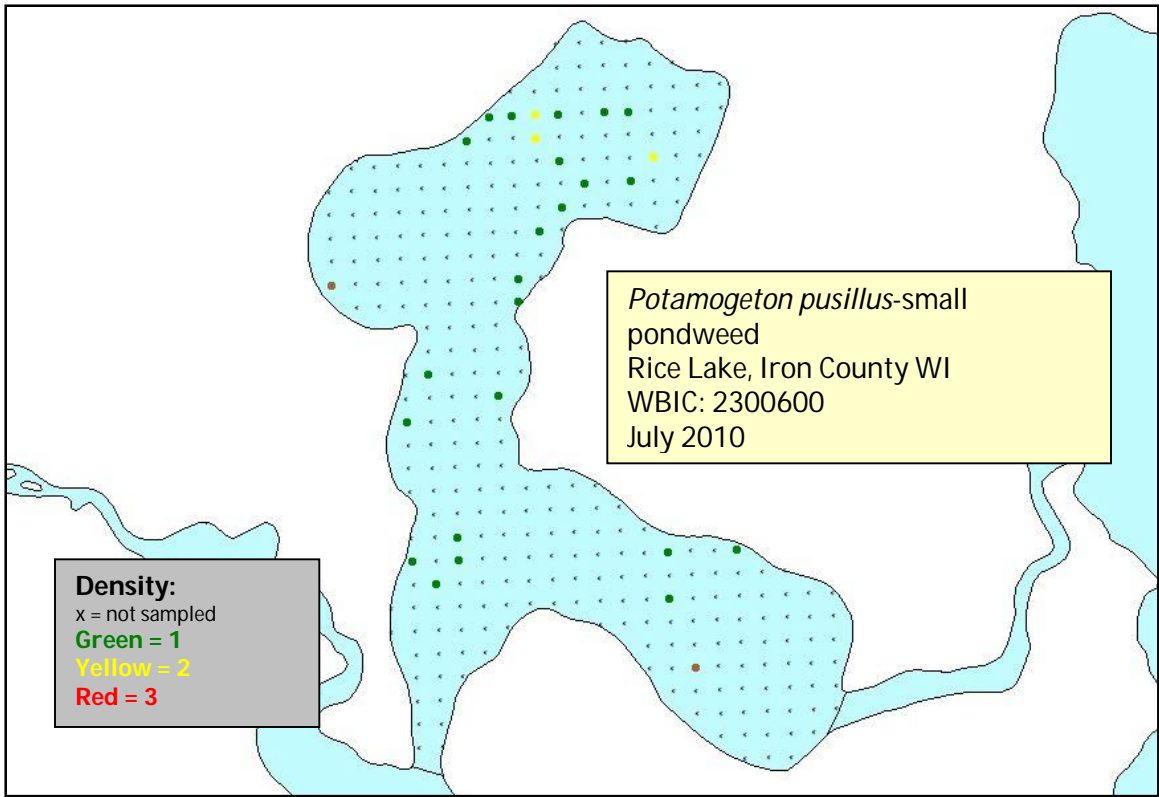 Potamogeton pusillus-small
pondweed
Rice Lake, Iron County WI
WBIC: 2300600
July 2010
Density:
x = not sampled
Green = 1
Yellow = 2
Red = 3